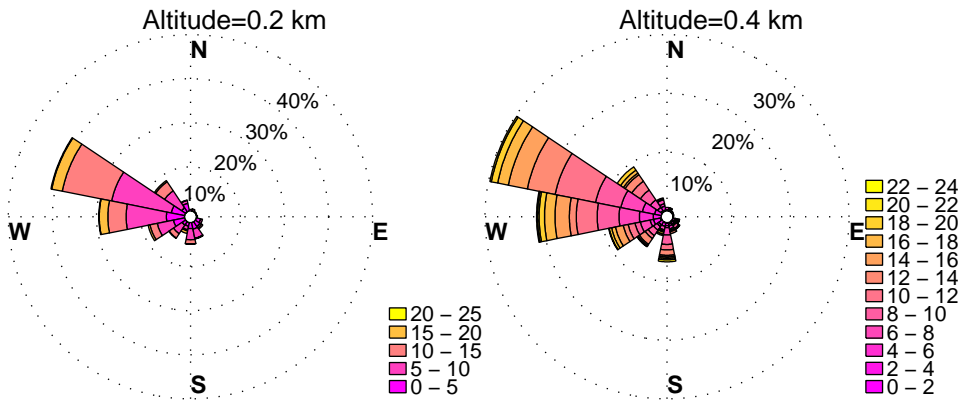 Altitude=0.2 km
N
40%
30%
20%
10%
W
E
S
20 − 25
15 − 20
10 − 15
5 − 10
0 − 5
Altitude=0.4 km
N
30%
20%
10%
W
E
S
22 − 24
20 − 22
18 − 20
16 − 18
14 − 16
12 − 14
10 − 12
8 − 10
6 − 8
4 − 6
2 − 4
0 − 2